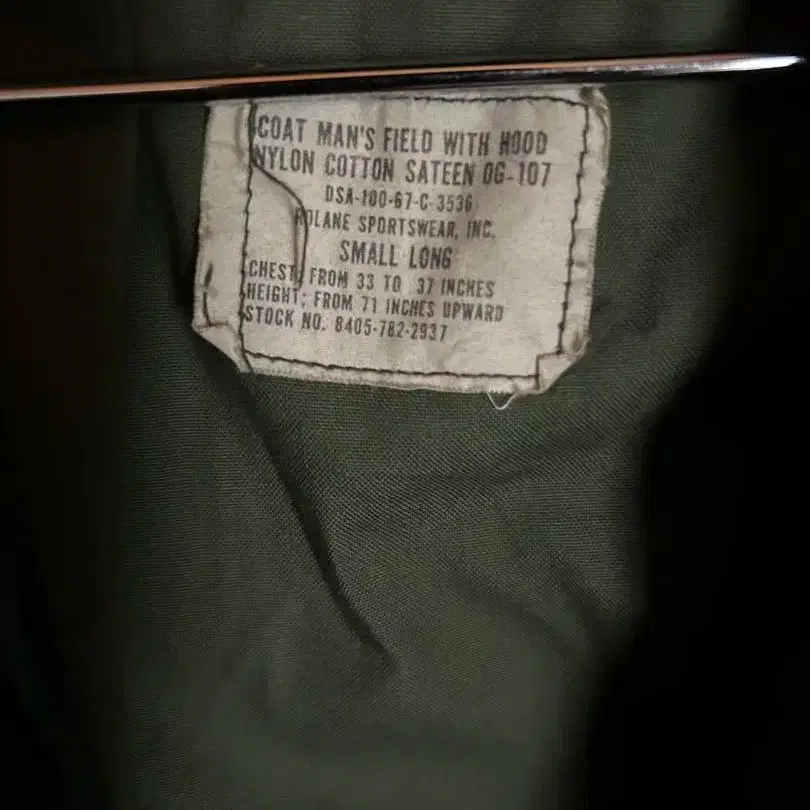 COAT MAN'S FIELD WITH HOOD
NYLON COTTON SATEEN OG-107
DSA-100-67-C-3536
ROLANE SPORTSWEAR, INC.
SMALL LONG
CHEST; FROM 33 TO 37 INCHES
HEIGHT; FROM 71 INCHES UPWARD
STOCK NO. 8405-782-2937